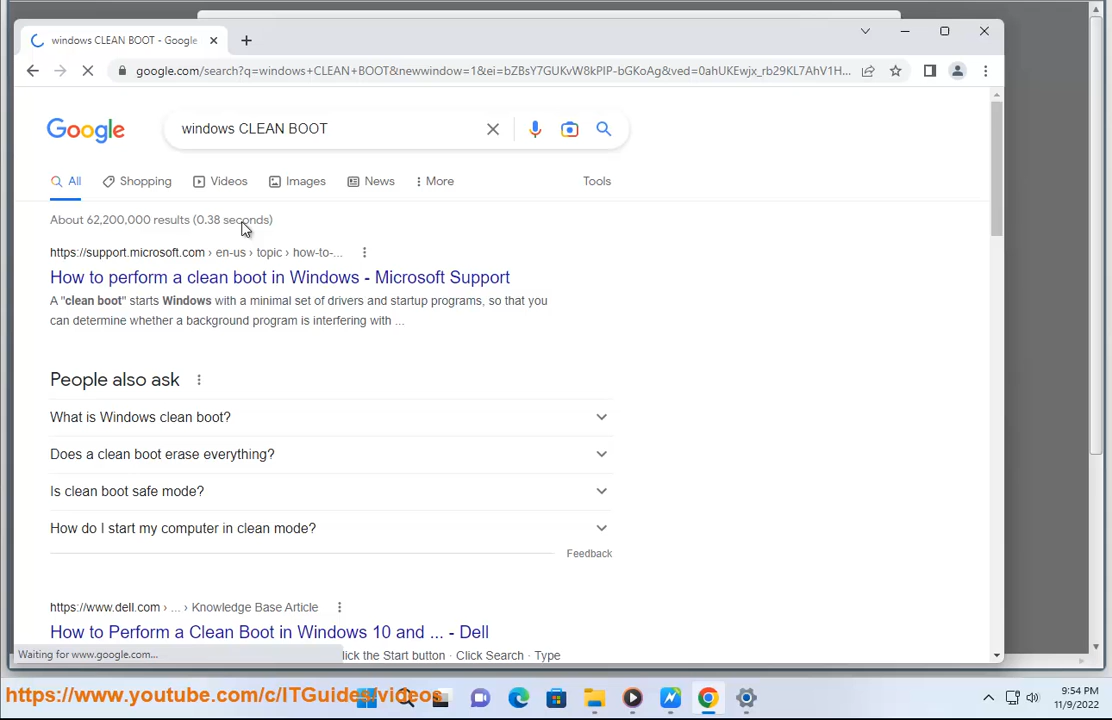 windows CLEAN BOOT - Google
google.com/search?q=windows+CLEAN+BOOT&newwindow=1&ei=bZBsY7GUKvW8kPIP-bGKoAg&ved=0ahUKEwjx_rb29KL7AhV1H...
Google
windows CLEAN BOOT
All
Shopping
Videos
Images
News
More
Tools
About 62,200,000 results (0.38 seconds)
https://support.microsoft.com › en-us › topic › how-to-...
How to perform a clean boot in Windows - Microsoft Support
A "clean boot" starts Windows with a minimal set of drivers and startup programs, so that you
can determine whether a background program is interfering with ...
People also ask
What is Windows clean boot?
Does a clean boot erase everything?
Is clean boot safe mode?
How do I start my computer in clean mode?
Feedback
https://www.dell.com › ... › Knowledge Base Article
How to Perform a Clean Boot in Windows 10 and ... - Dell
Waiting for www.google.com...
lick the Start button · Click Search · Type
https://www.youtube.com/c/ITGuides/videos
9:54 PM
11/9/2022